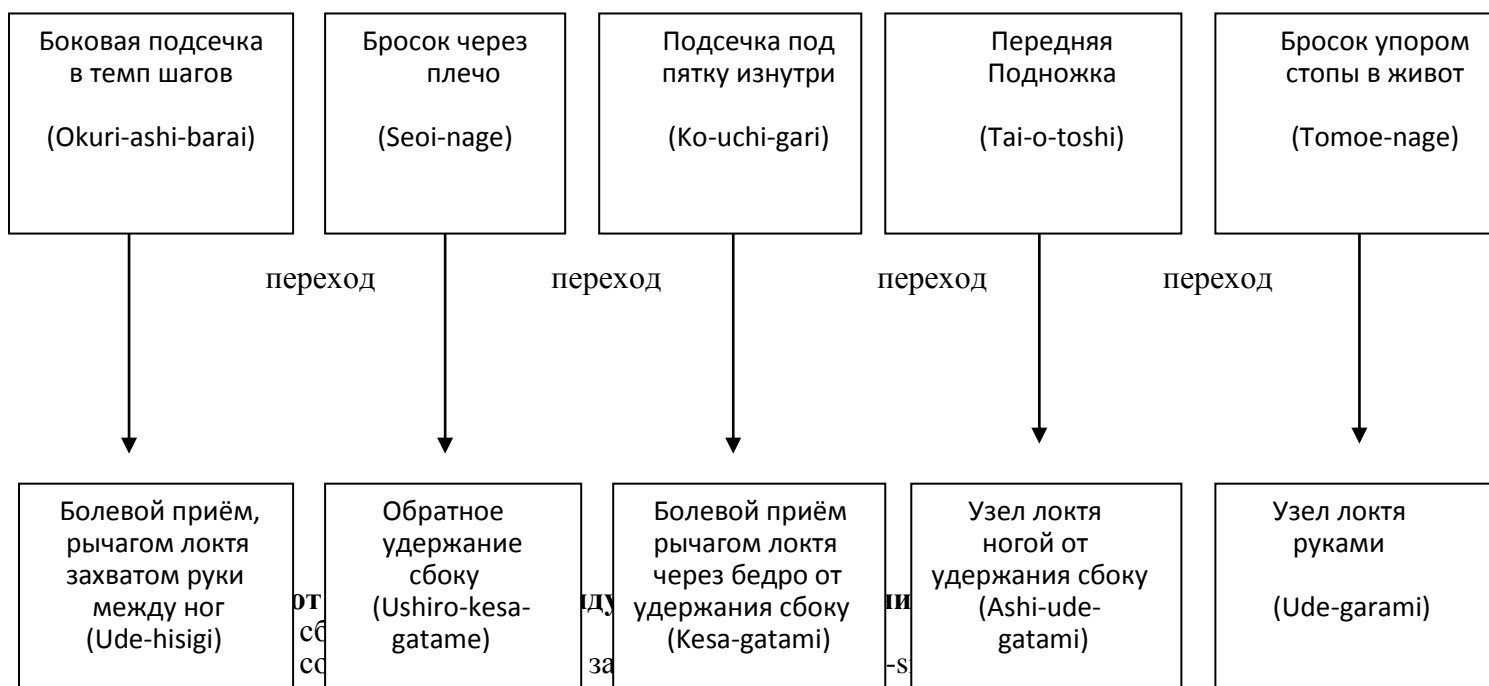 Боковая подсечка
в темп шагов
(Okuri-ashi-barai)
Бросок через
плечо
(Seoi-nage)
Подсечка под
пятку изнутри
(Ko-uchi-gari)
Передняя
Подножка
(Tai-o-toshi)
Бросок упором
стопы в живот
(Tomoe-nage)
переход
переход
переход
переход
Болевой приём,
рычагом локтя
захватом руки
между ног
(Ude-hisigi)
Обратное
удержание
сбоку
(Ushiro-kesa-
gatame)
Болевой приём
рычагом локтя
через бедро от
удержания сбоку
(Kesa-gatami)
Узел локтя
ногой от
удержания сбоку
(Ashi-ude-
gatami)
Узел локтя
руками
(Ude-garami)